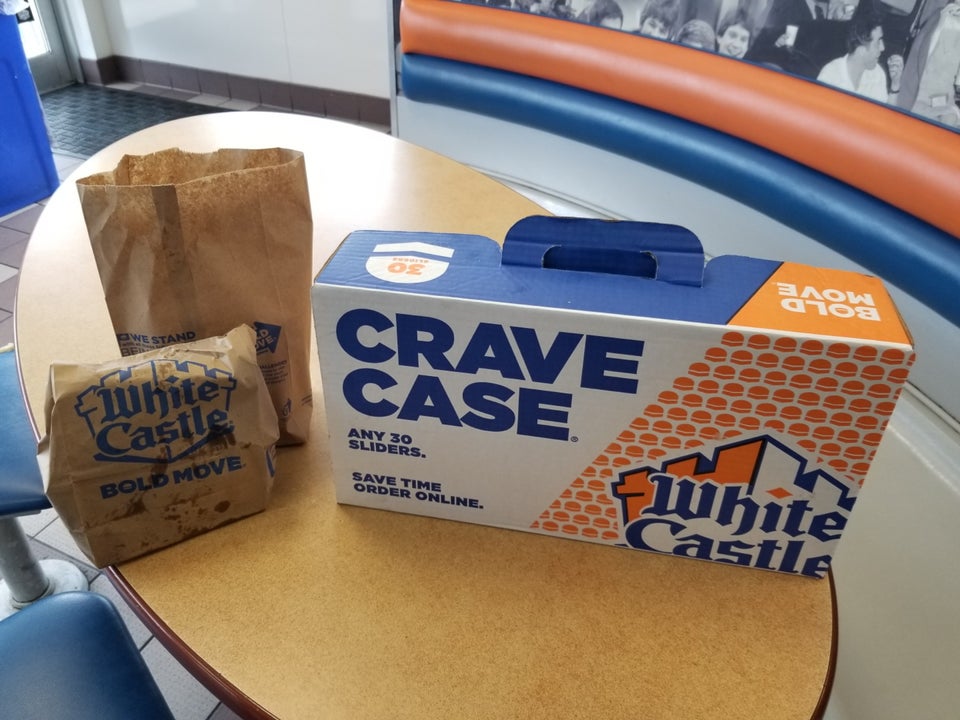 WE STAND
White
Castle
BOLD MOVE
30
SLIDERS
BOLD
MOVE
CRAVE
CASE®
ANY 30
SLIDERS.
SAVE TIME
ORDER ONLINE.
White
Castle